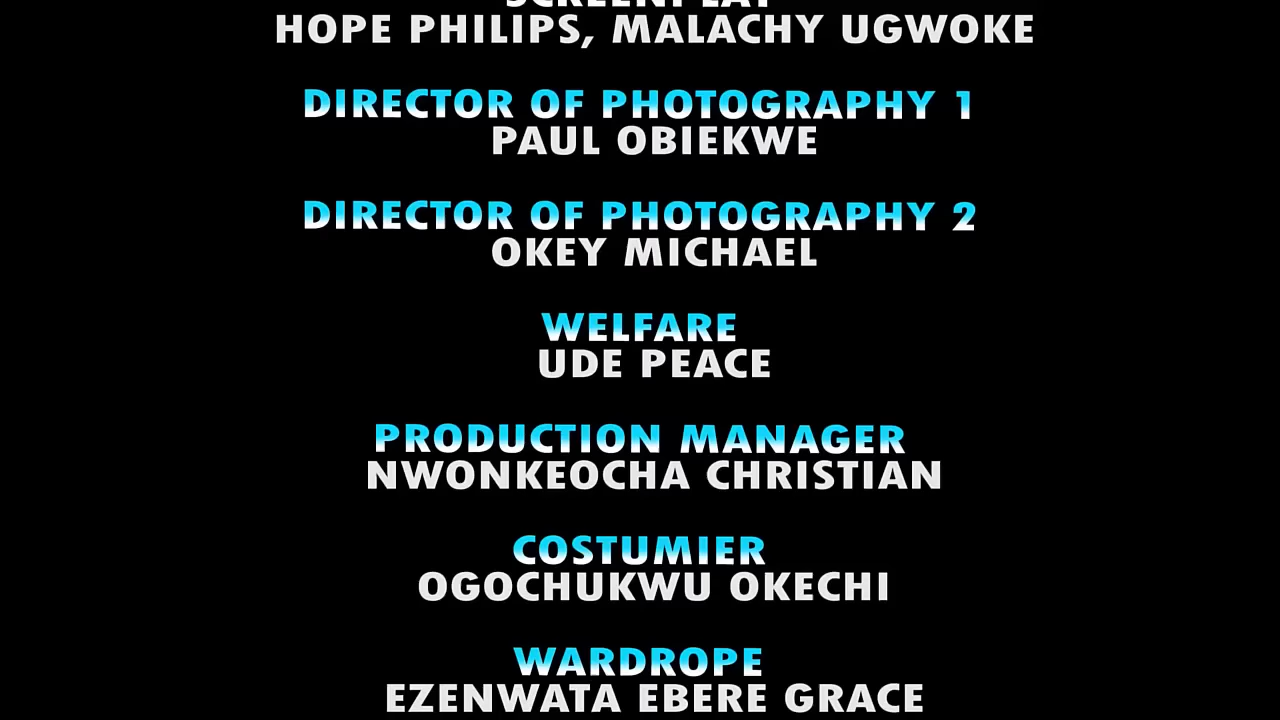 SCREENPLAY
HOPE PHILIPS, MALACHY UGWOKE
DIRECTOR OF PHOTOGRAPHY 1
PAUL OBIEKWE
DIRECTOR OF PHOTOGRAPHY 2
OKEY MICHAEL
WELFARE
UDE PEACE
PRODUCTION MANAGER
NWONKEOCHA CHRISTIAN
COSTUMIER
OGOCHUKWU OKECHI
WARDROPE
EZENWATA EBERE GRACE